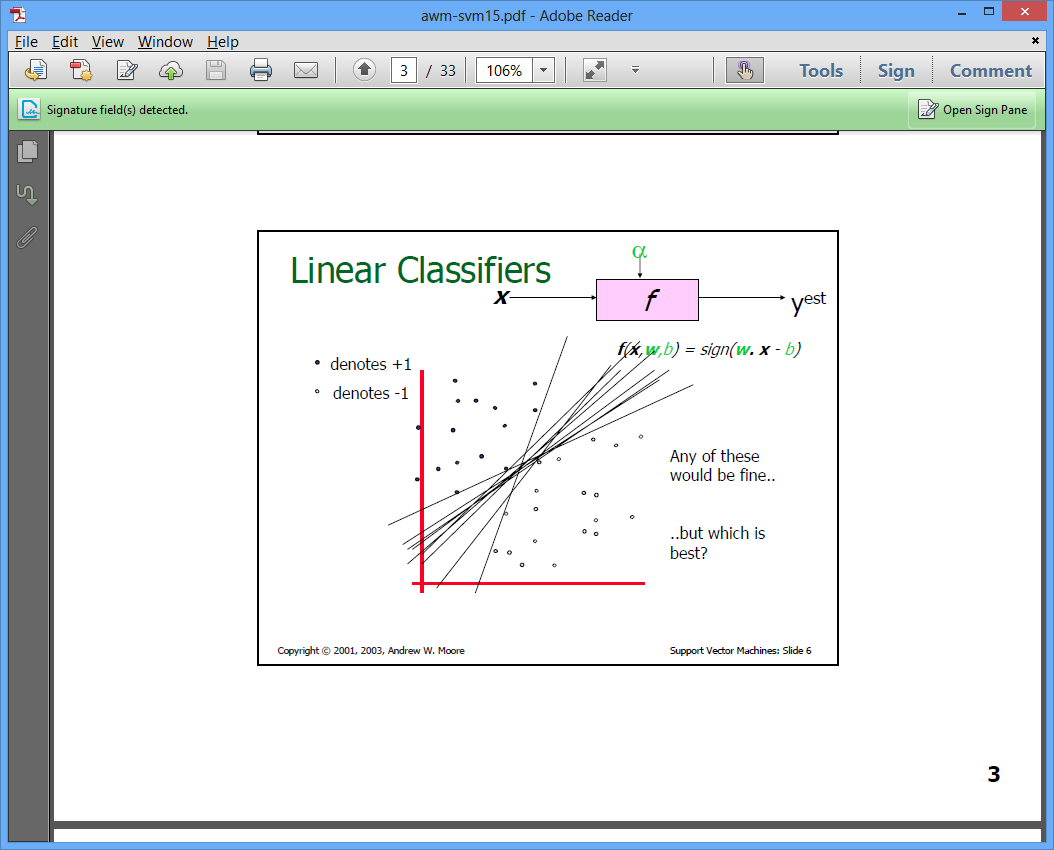 awm-svm15.pdf - Adobe Reader
File Edit View Window Help
3 / 33 106% Tools Sign Comment
Signature field(s) detected. Open Sign Pane
α
Linear Classifiers
x f yest
f(x,w,b) = sign(w. x - b)
denotes +1
denotes -1
Any of these
would be fine..
..but which is
best?
Copyright © 2001, 2003, Andrew W. Moore Support Vector Machines: Slide 6
3